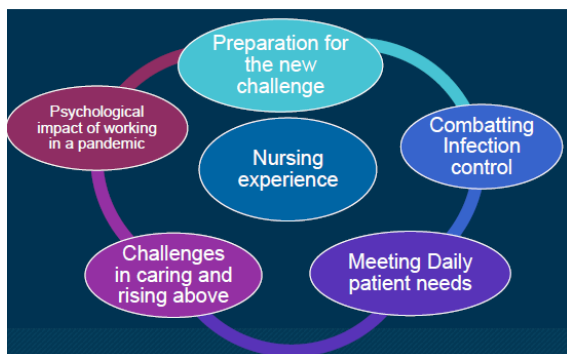 Preparation for
the new
challenge
Psychological
impact of working
in a pandemic
Combatting
Infection
control
Nursing
experience
Challenges
in caring and
rising above
Meeting Daily
patient needs